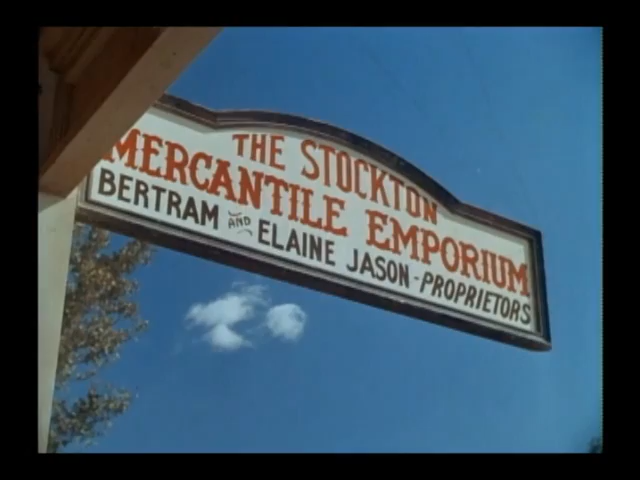 THE STOCKTON
MERCANTILE EMPORIUM
BERTRAM AND ELAINE JASON - PROPRIETORS